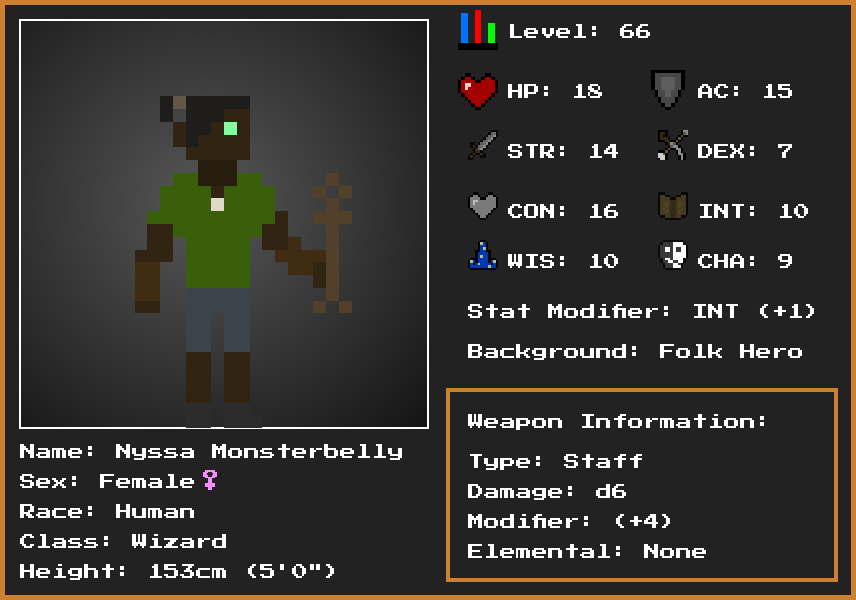 Level: 66
HP: 18
AC: 15
STR: 14
DEX: 7
CON: 16
INT: 10
WIS: 10
CHA: 9
Stat Modifier: INT (+1)
Background: Folk Hero
Weapon Information:
Type: Staff
Damage: d6
Modifier: (+4)
Elemental: None
Name: Nyssa Monsterbelly
Sex: Female♀
Race: Human
Class: Wizard
Height: 153cm (5'0")